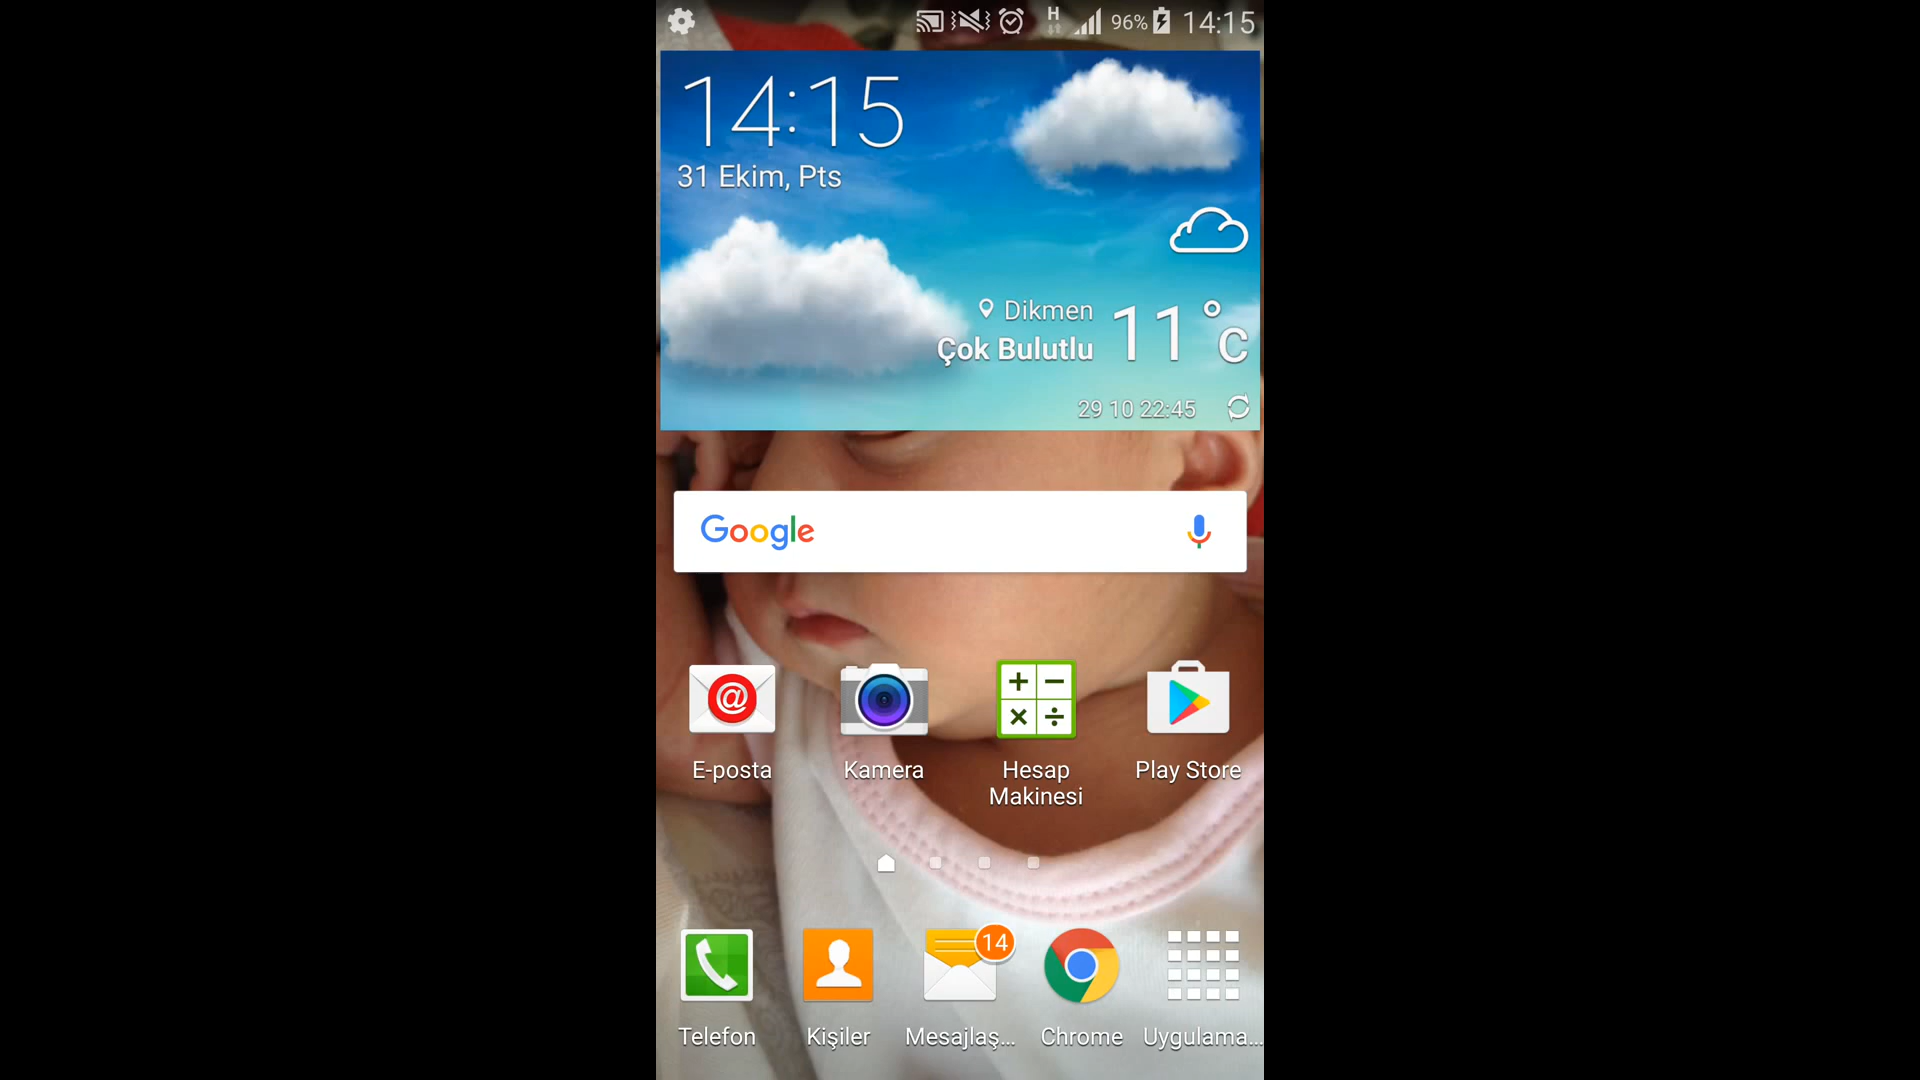 H 96% 14:15
14:15
31 Ekim, Pts
Dikmen
Çok Bulutlu 11 °C
29 10 22:45
Google
@
E-posta Kamera Hesap Makinesi Play Store
14
Telefon Kişiler Mesajlaş... Chrome Uygulama...